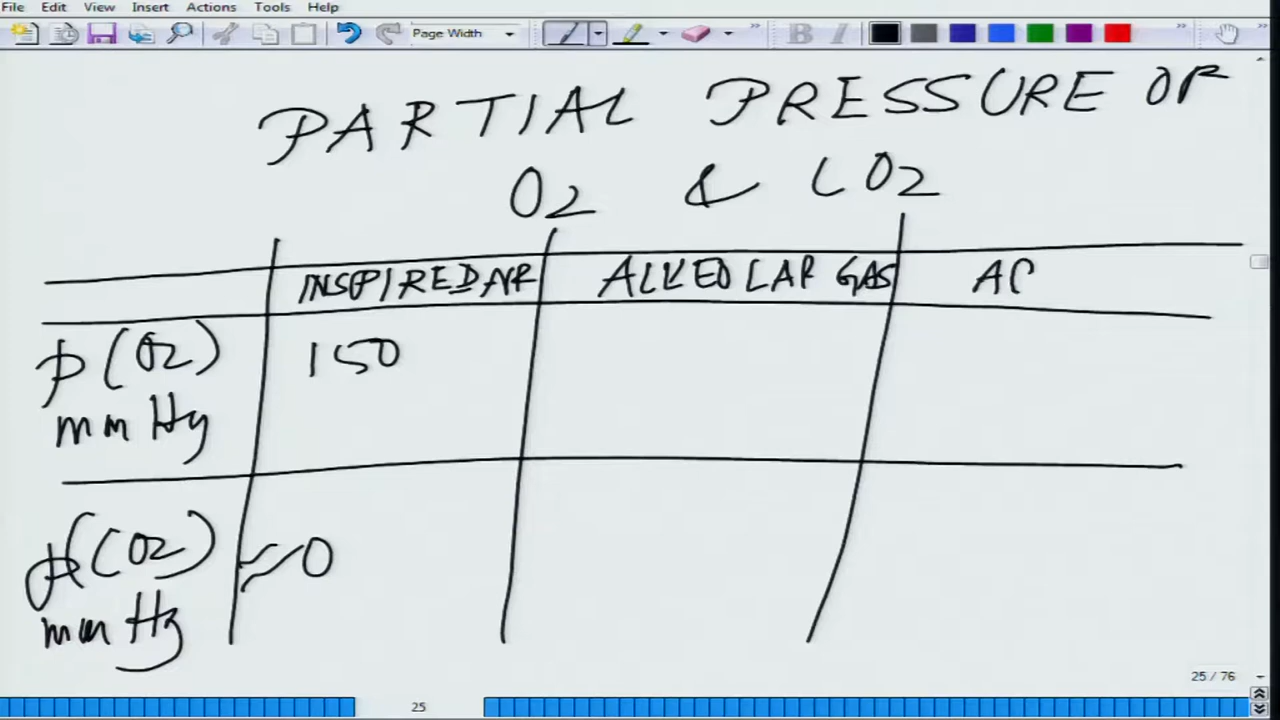 File Edit View Insert Actions Tools Help
Page Width
PARTIAL PRESSURE OF
O2 & CO2
INSPIRED AIR ALVEOLAR GAS AC
p(O2) 150
mm Hg
p(CO2) ≈0
mm Hg
25 / 76
25